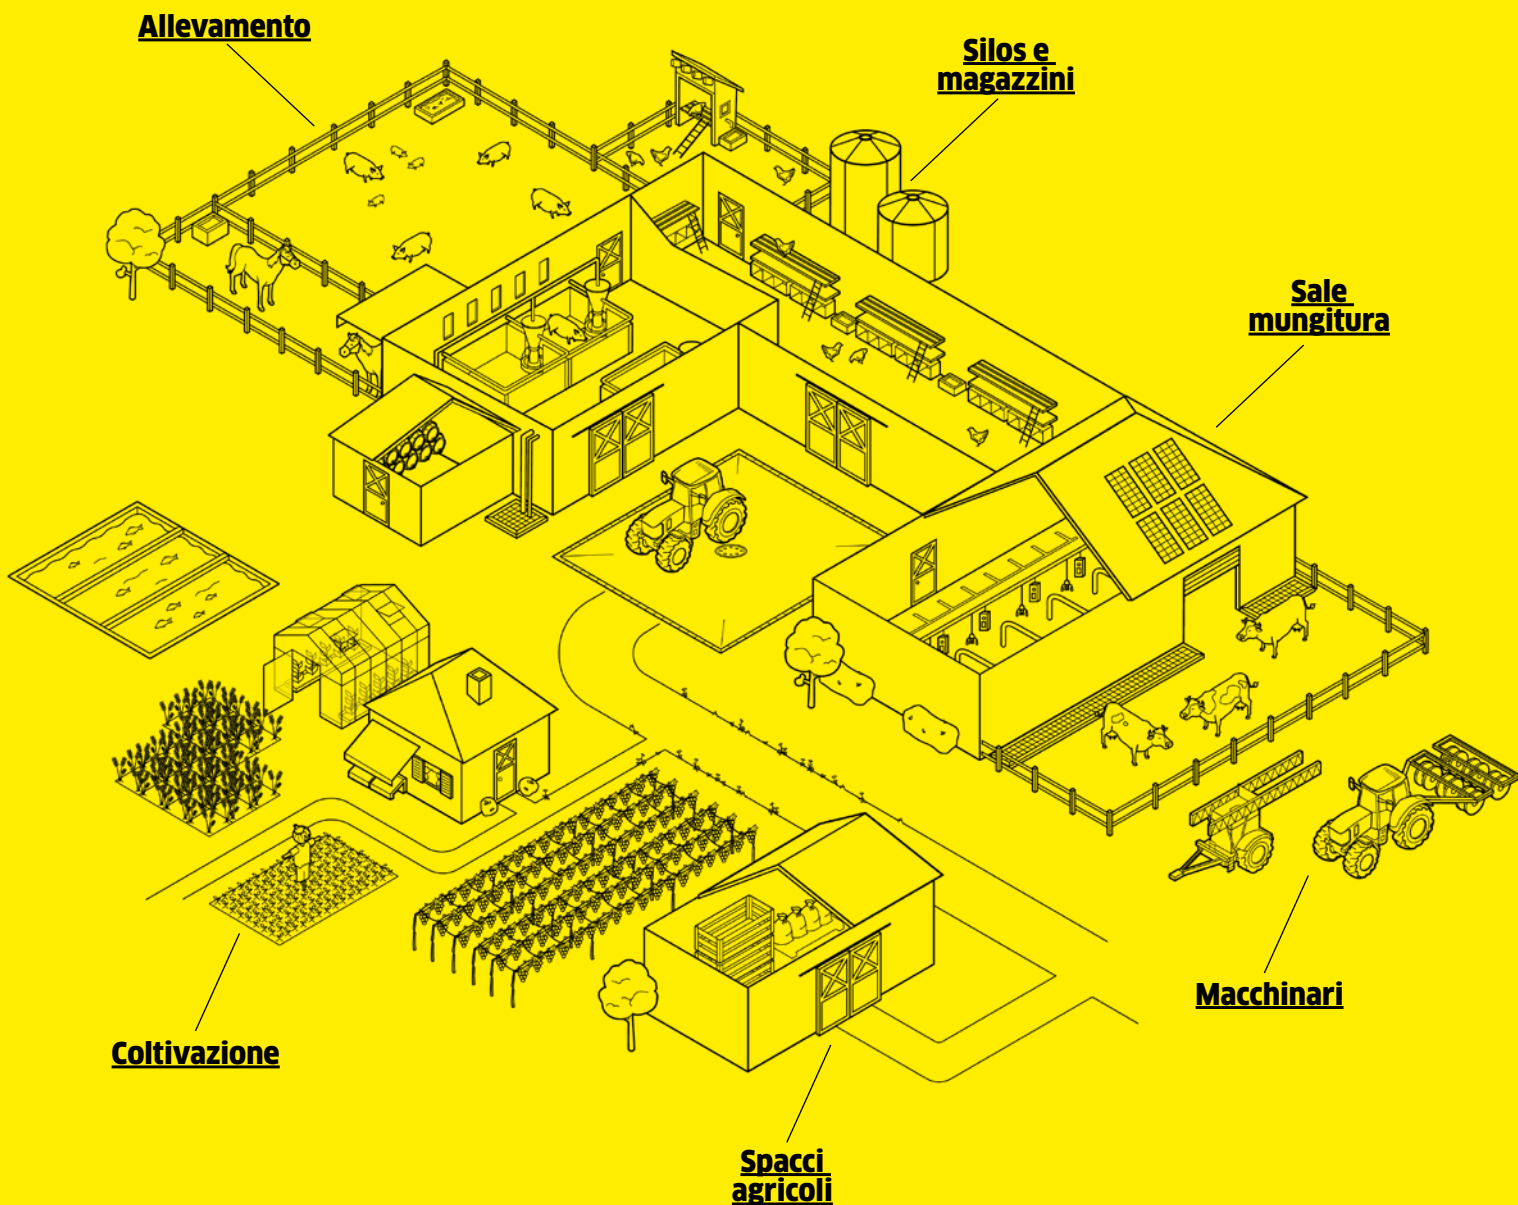 Allevamento
Silos e
magazzini
Sale
mungitura
Macchinari
Coltivazione
Spacci
agricoli